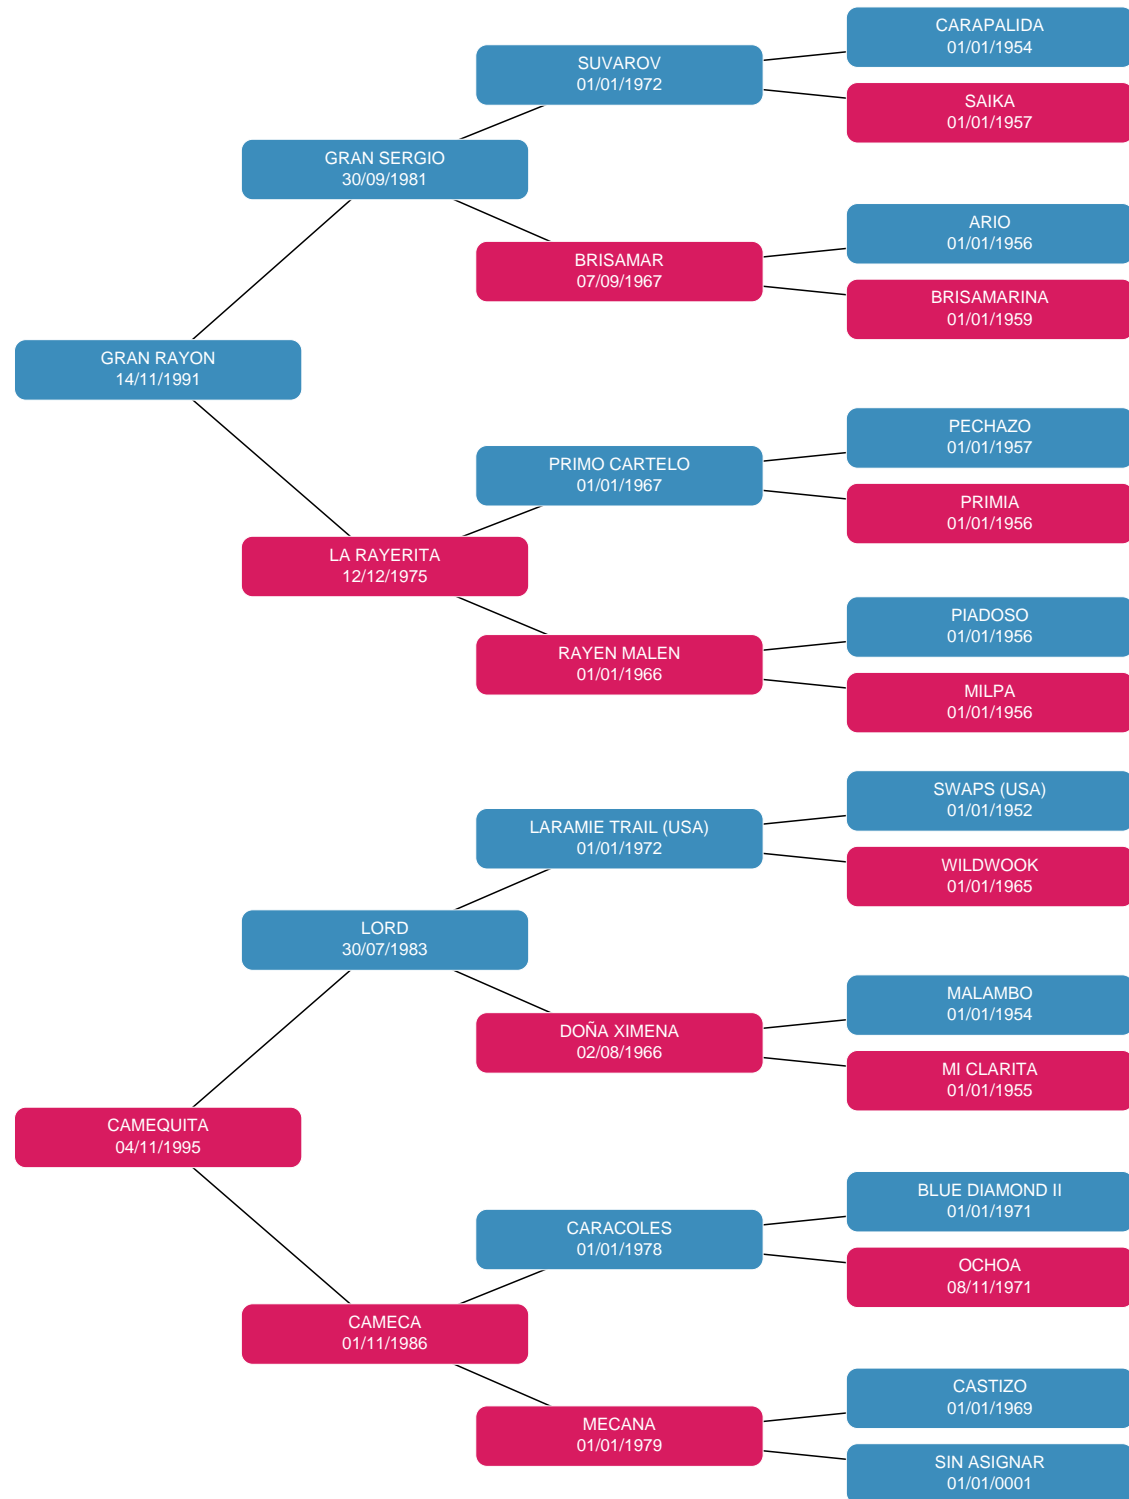 CARAPALIDA
01/01/1954
SUVAROV
01/01/1972
SAIKA
01/01/1957
GRAN SERGIO
30/09/1981
ARIO
01/01/1956
BRISAMAR
07/09/1967
BRISAMARINA
01/01/1959
GRAN RAYON
14/11/1991
PECHAZO
01/01/1957
PRIMO CARTELO
01/01/1967
PRIMIA
01/01/1956
LA RAYERITA
12/12/1975
PIADOSO
01/01/1956
RAYEN MALEN
01/01/1966
MILPA
01/01/1956
SWAPS (USA)
01/01/1952
LARAMIE TRAIL (USA)
01/01/1972
WILDWOOK
01/01/1965
LORD
30/07/1983
MALAMBO
01/01/1954
DOÑA XIMENA
02/08/1966
MI CLARITA
01/01/1955
CAMEQUITA
04/11/1995
BLUE DIAMOND II
01/01/1971
CARACOLES
01/01/1978
OCHOA
08/11/1971
CAMECA
01/11/1986
CASTIZO
01/01/1969
MECANA
01/01/1979
SIN ASIGNAR
01/01/0001